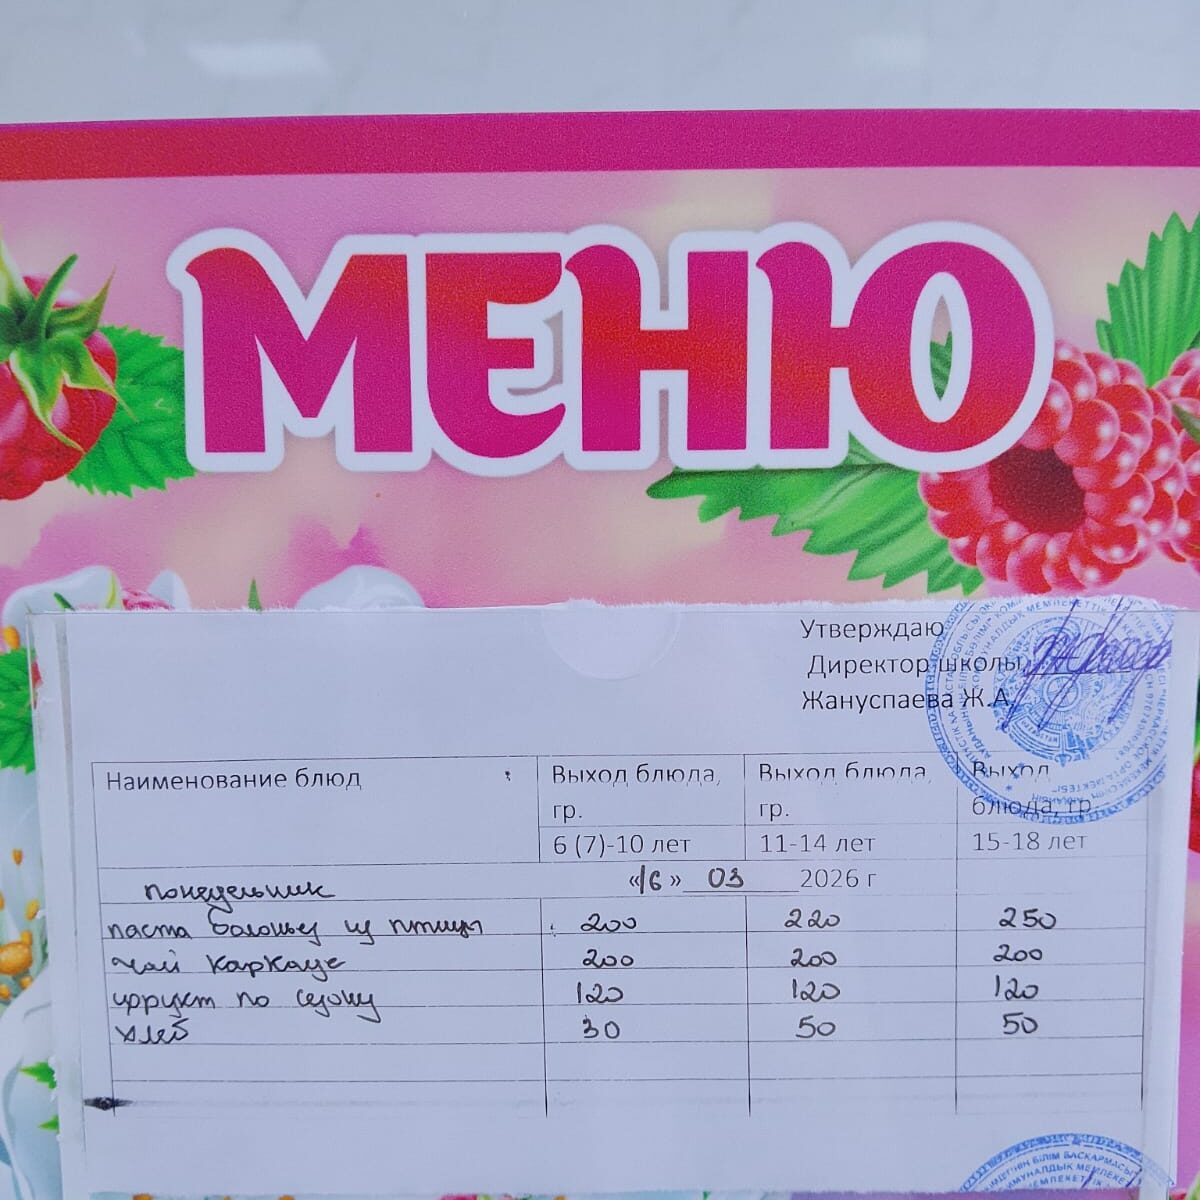 МЕНЮ
Утверждаю
Директор школы
Жануспаева Ж.А.
Наименование блюд
Выход блюда, гр.
Выход блюда, гр.
Выход блюда, гр.
6 (7)-10 лет
11-14 лет
15-18 лет
понедельник «16» 03 2026 г
паста болоньез из птицы 200 220 250
чай каркаде 200 200 200
фрукт по сезону 120 120 120
хлеб 30 50 50